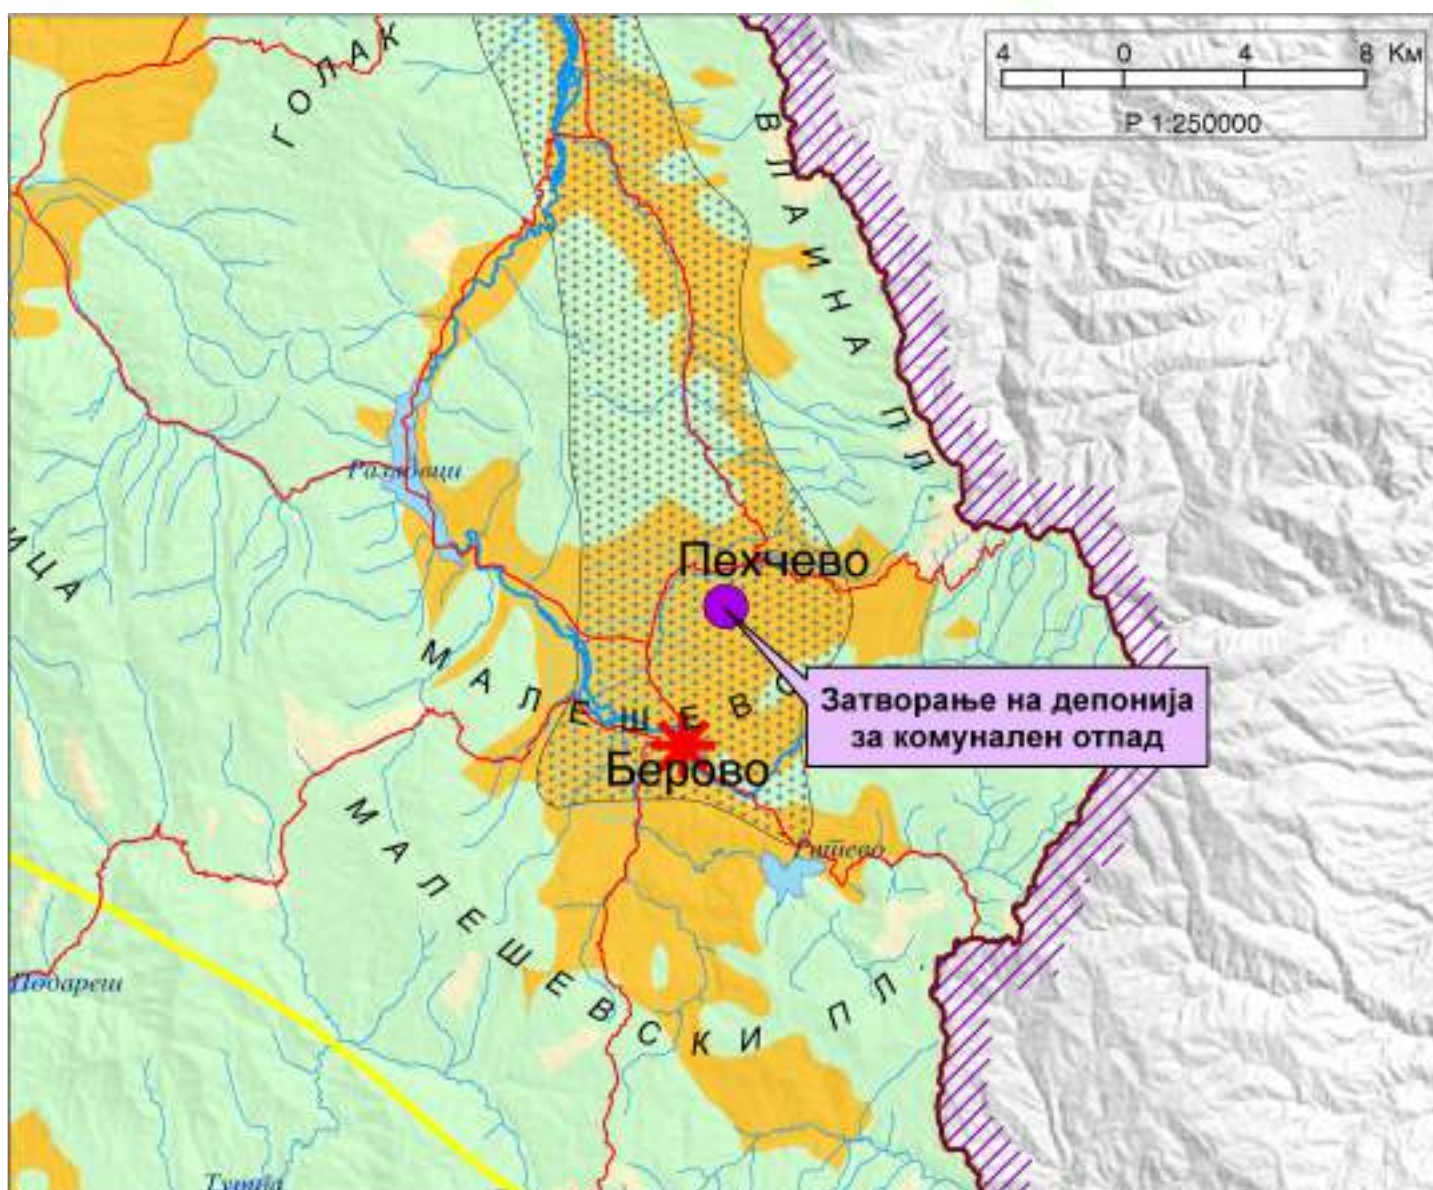 4 0 4 8 Км
Р 1:250000
ГОЛАК
ВЛАИНА ПЛ.
ИЦА
Пехчево
МАЛЕШЕВО
Затворање на депонија
за комунален отпад
Берово
МАЛЕШЕВСКИ ПЛ.
Подареш